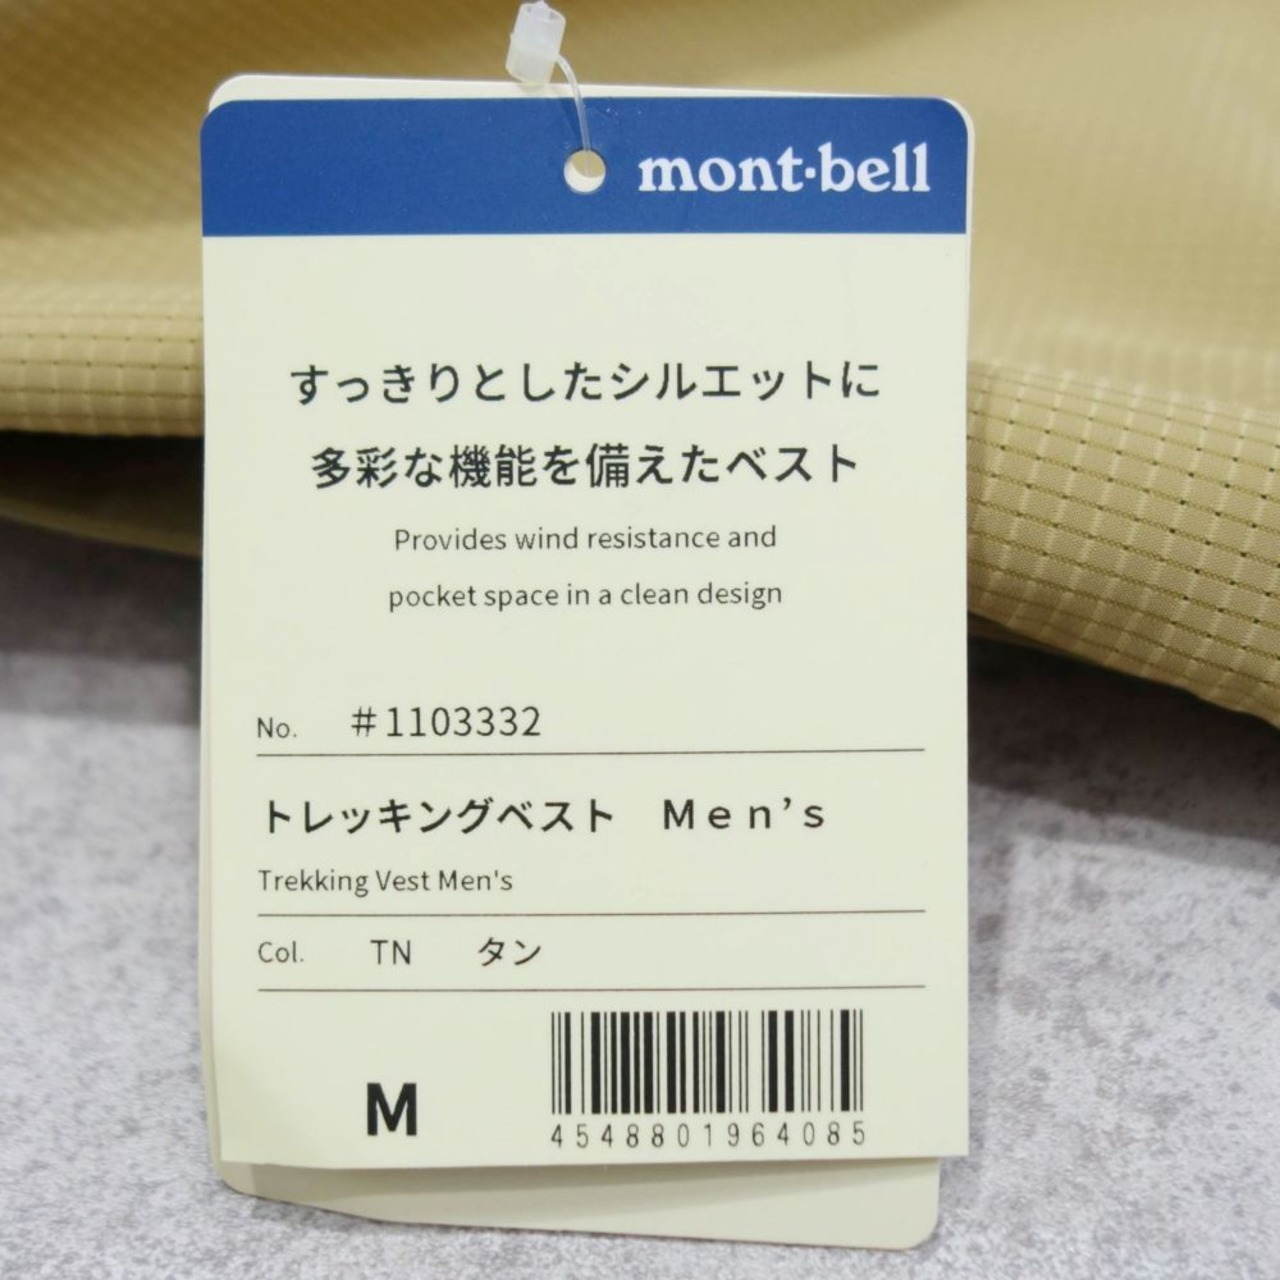 mont·bell
すっきりとしたシルエットに
多彩な機能を備えたベスト
Provides wind resistance and
pocket space in a clean design
No. #1103332
トレッキングベスト Men's
Trekking Vest Men's
Col. TN タン
M
4548801964085